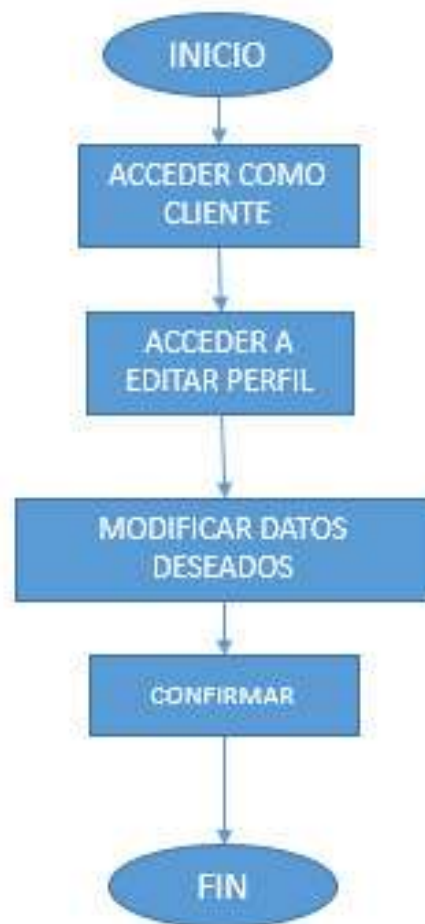 INICIO
ACCEDER COMO
CLIENTE
ACCEDER A
EDITAR PERFIL
MODIFICAR DATOS
DESEADOS
CONFIRMAR
FIN